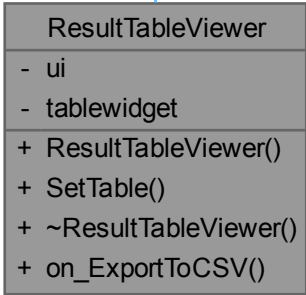 ResultTableViewer
- ui
- tablewidget
+ ResultTableViewer()
+ SetTable()
+ ~ResultTableViewer()
+ on_ExportToCSV()